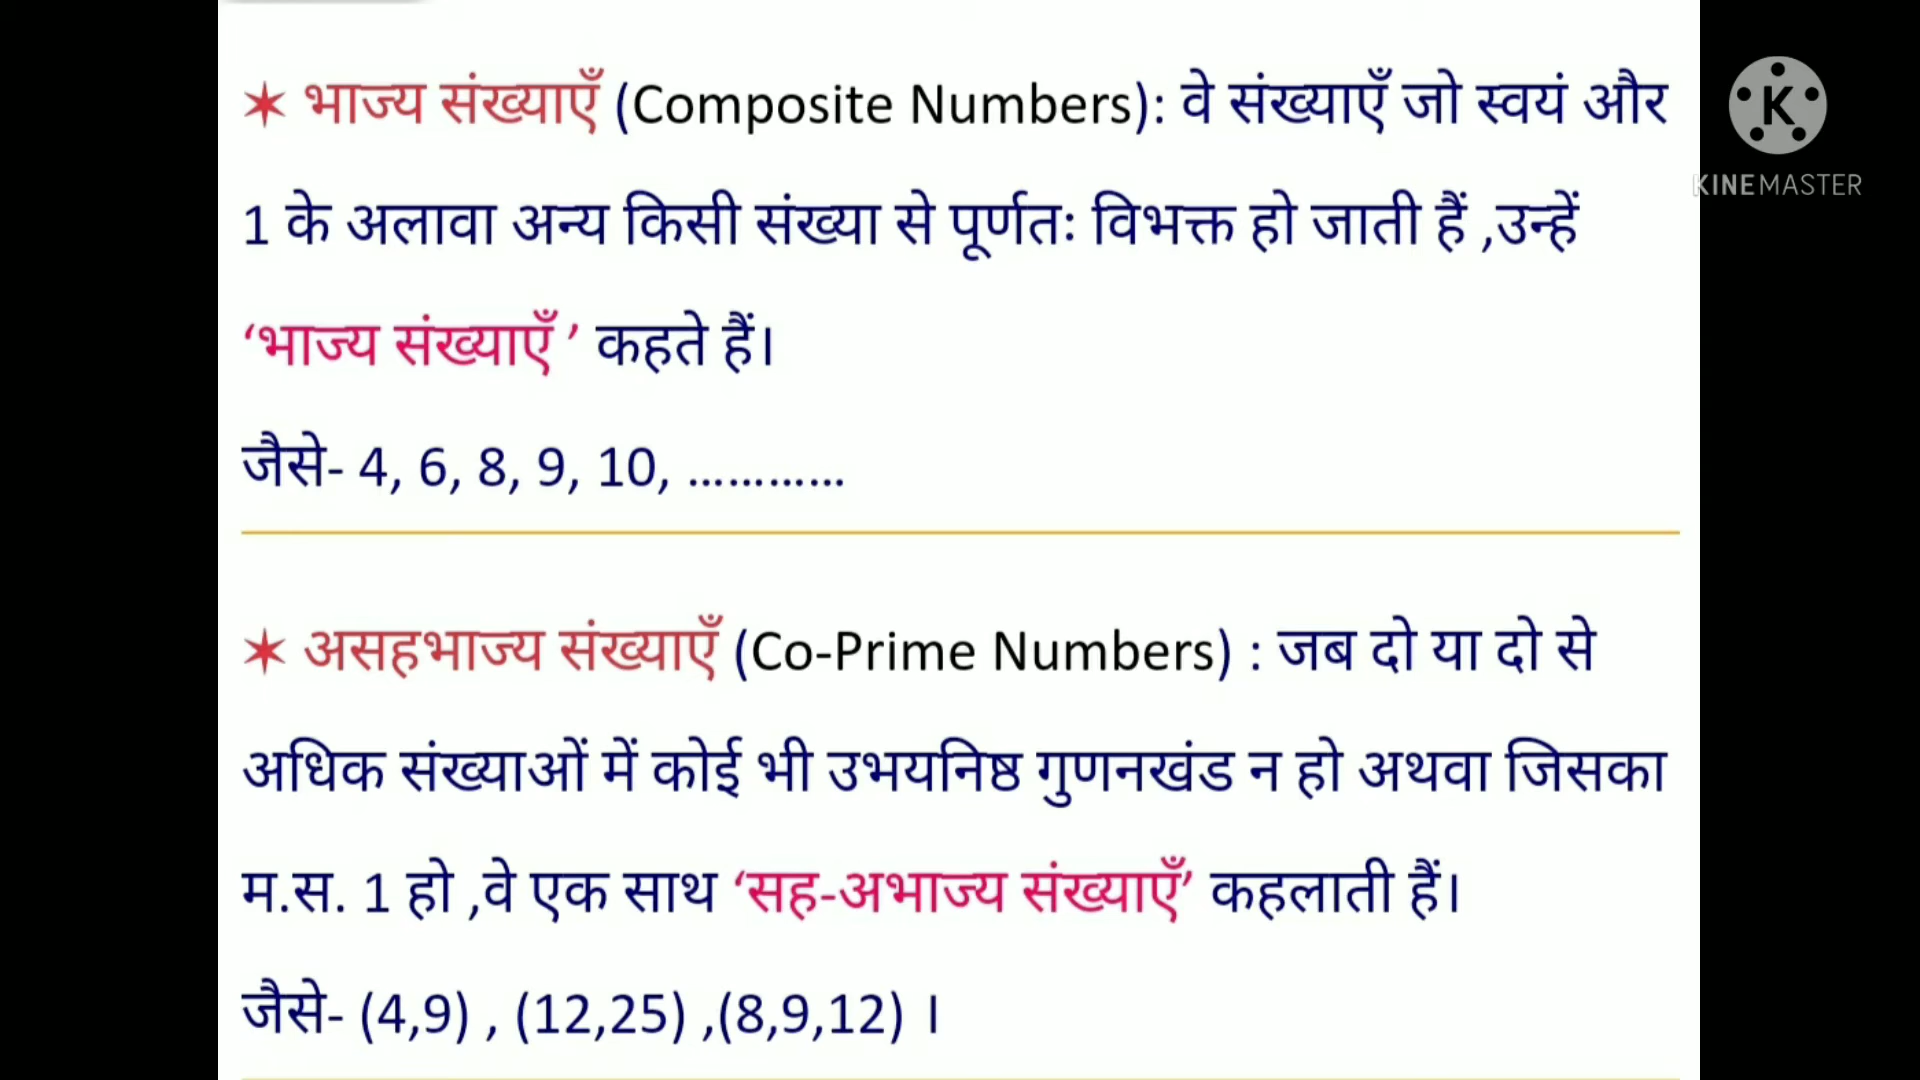 ✶ भाज्य संख्याएँ (Composite Numbers): वे संख्याएँ जो स्वयं और
1 के अलावा अन्य किसी संख्या से पूर्णतः विभक्त हो जाती हैं ,उन्हें
‘भाज्य संख्याएँ ’ कहते हैं।
जैसे- 4, 6, 8, 9, 10, …………
✶ असहभाज्य संख्याएँ (Co-Prime Numbers) : जब दो या दो से
अधिक संख्याओं में कोई भी उभयनिष्ठ गुणनखंड न हो अथवा जिसका
म.स. 1 हो ,वे एक साथ ‘सह-अभाज्य संख्याएँ’ कहलाती हैं।
जैसे- (4,9) , (12,25) ,(8,9,12) ।
K
KINEMASTER